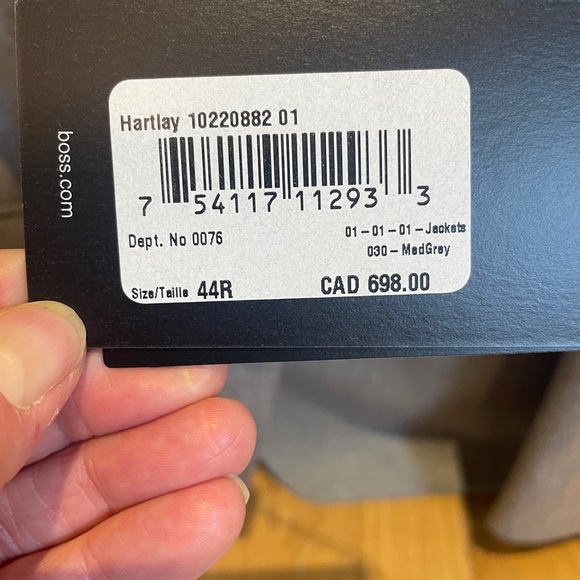 boss.com
Hartlay 10220882 01
7 54117 11293 3
Dept. No 0076
01-01-01-Jackets
030-MedGrey
Size/Taille 44R
CAD 698.00